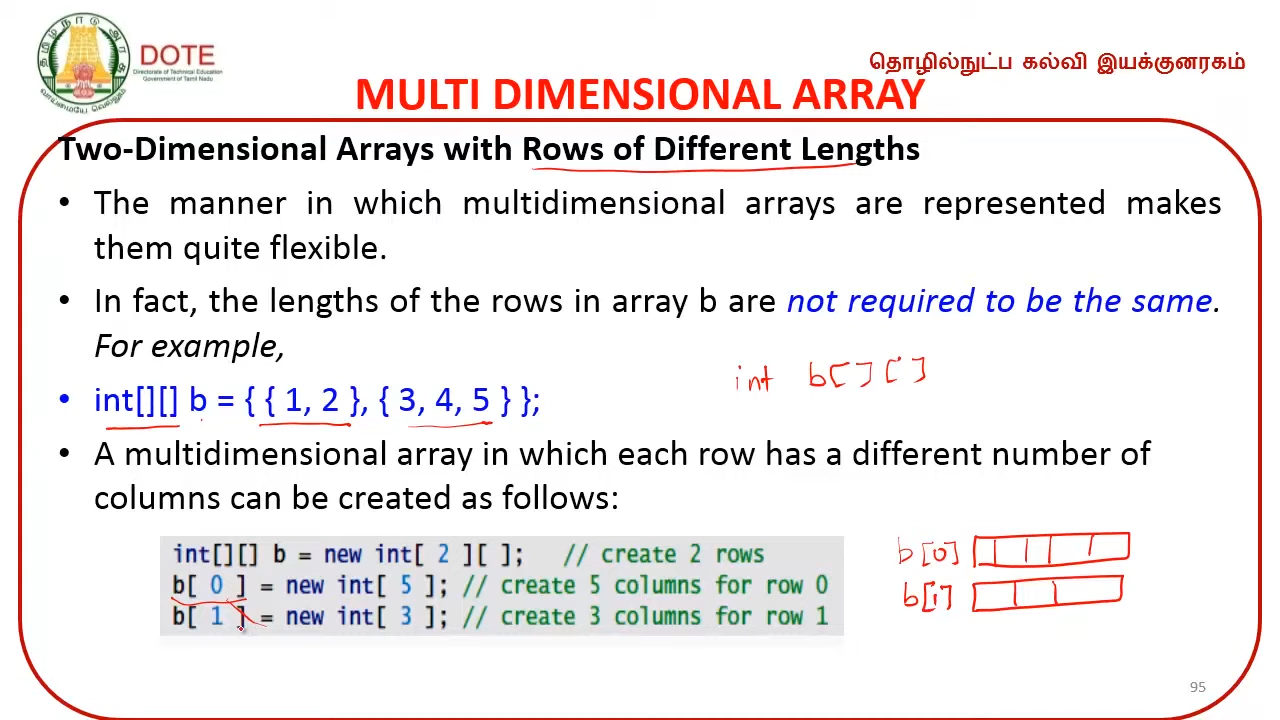 DOTE
Directorate of Technical Education
Government of Tamil Nadu
தொழில்நுட்ப கல்வி இயக்குனரகம்
MULTI DIMENSIONAL ARRAY
Two-Dimensional Arrays with Rows of Different Lengths
• The manner in which multidimensional arrays are represented makes
them quite flexible.
• In fact, the lengths of the rows in array b are not required to be the same.
For example,
int b[][]
• int[][] b = { { 1, 2 }, { 3, 4, 5 } };
• A multidimensional array in which each row has a different number of
columns can be created as follows:
int[][] b = new int[ 2 ][ ]; // create 2 rows
b[ 0 ] = new int[ 5 ]; // create 5 columns for row 0
b[ 1 ] = new int[ 3 ]; // create 3 columns for row 1
b[0]
b[1]
95